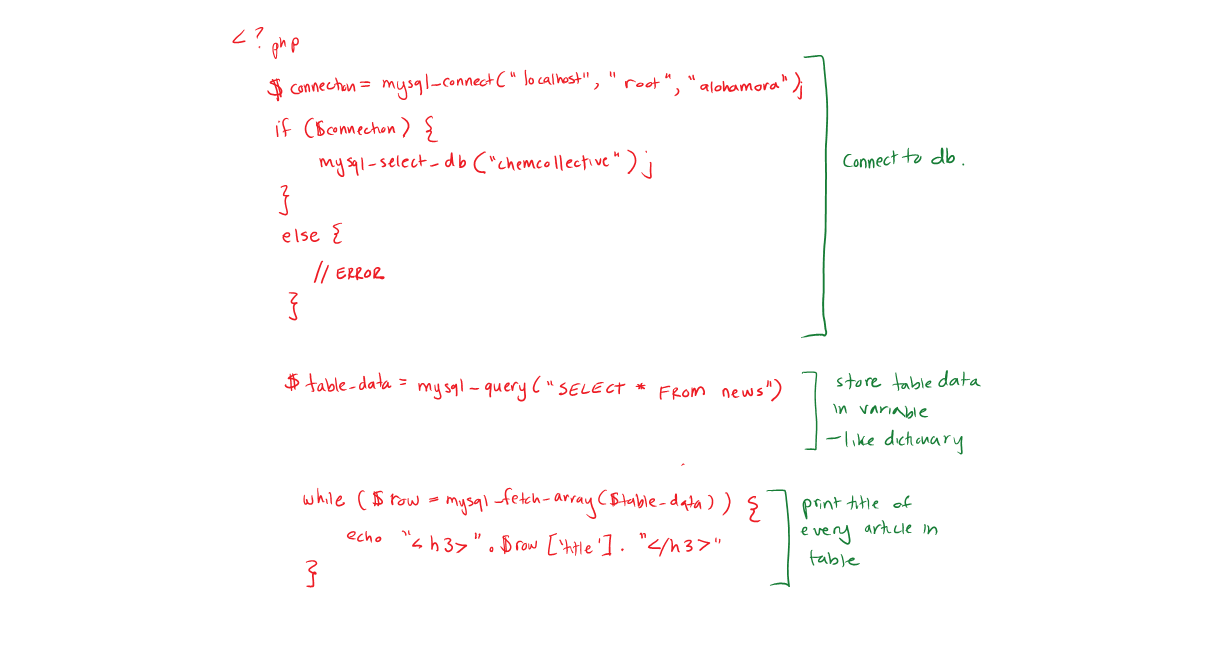 <?php
$connection = mysql_connect("localhost", "root", "alohamora");
if ($connection) {
mysql_select_db ("chemcollective");
}
else {
// ERROR
}
Connect to db.
$table_data = mysql_query("SELECT * FROM news")
store table data
in variable
-like dictionary
while ($row = mysql_fetch_array($table_data)) {
echo "<h3>".$row['title']. "</h3>"
}
print title of
every article in
table